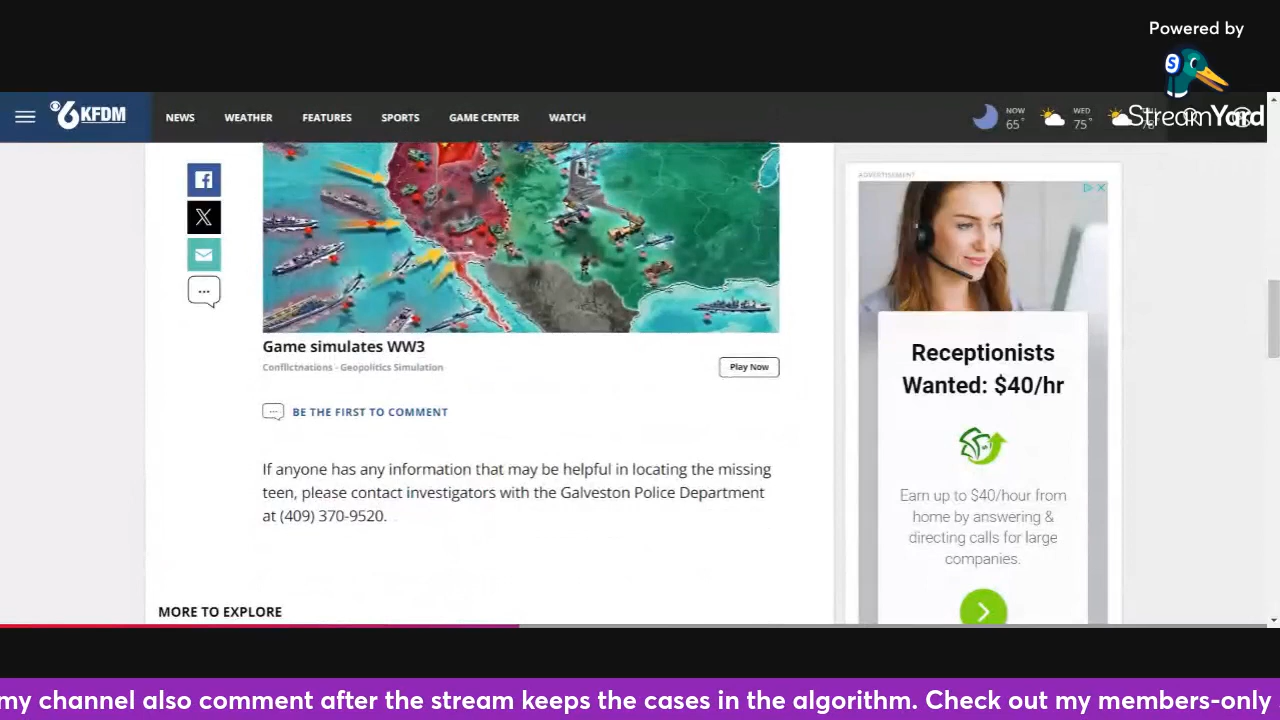 Powered by
StreamYard
6 KFDM
NEWS WEATHER FEATURES SPORTS GAME CENTER WATCH
NOW
65°
WED
75°
ADVERTISEMENT
Game simulates WW3
Conflictnations - Geopolitics Simulation
Play Now
BE THE FIRST TO COMMENT
If anyone has any information that may be helpful in locating the missing
teen, please contact investigators with the Galveston Police Department
at (409) 370-9520.
MORE TO EXPLORE
Receptionists
Wanted: $40/hr
Earn up to $40/hour from
home by answering &
directing calls for large
companies.
my channel also comment after the stream keeps the cases in the algorithm. Check out my members-only